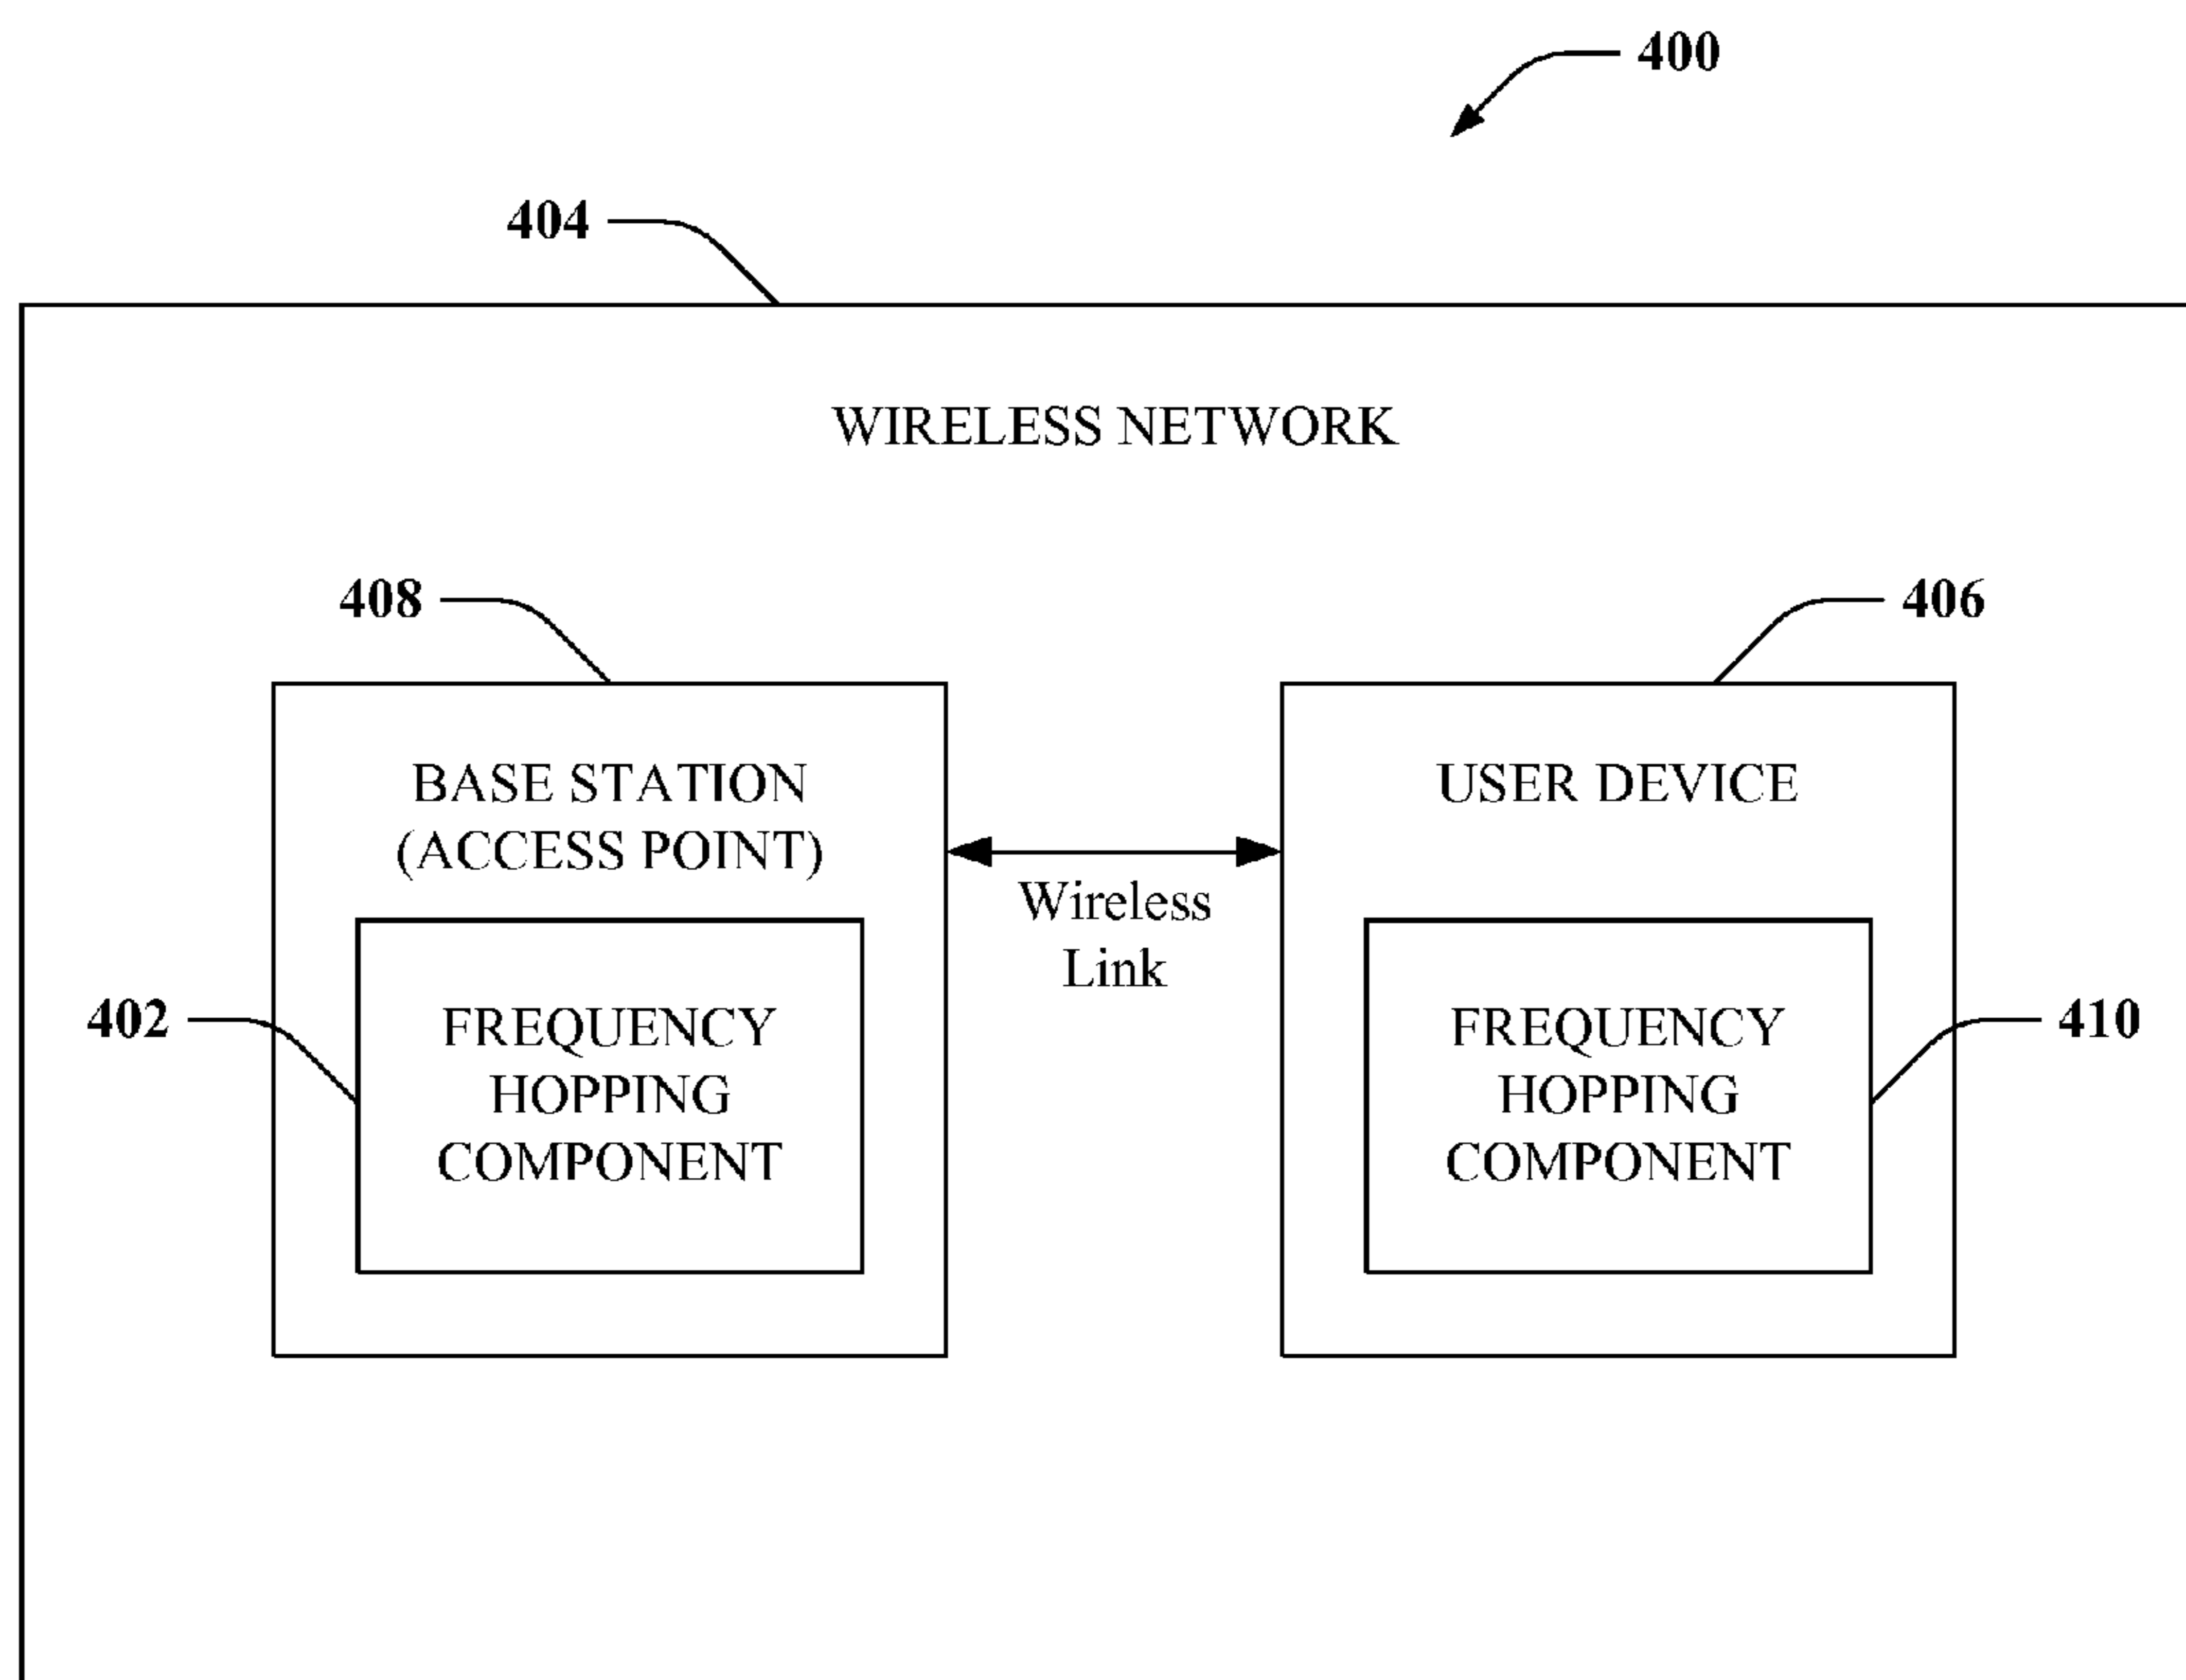 400
404
WIRELESS NETWORK
408
406
BASE STATION
(ACCESS POINT)
USER DEVICE
Wireless
Link
402
FREQUENCY
HOPPING
COMPONENT
FREQUENCY
HOPPING
COMPONENT
410